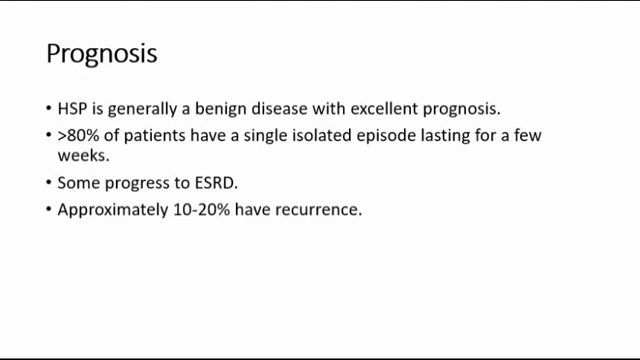 Prognosis
• HSP is generally a benign disease with excellent prognosis.
• >80% of patients have a single isolated episode lasting for a few
weeks.
• Some progress to ESRD.
• Approximately 10-20% have recurrence.